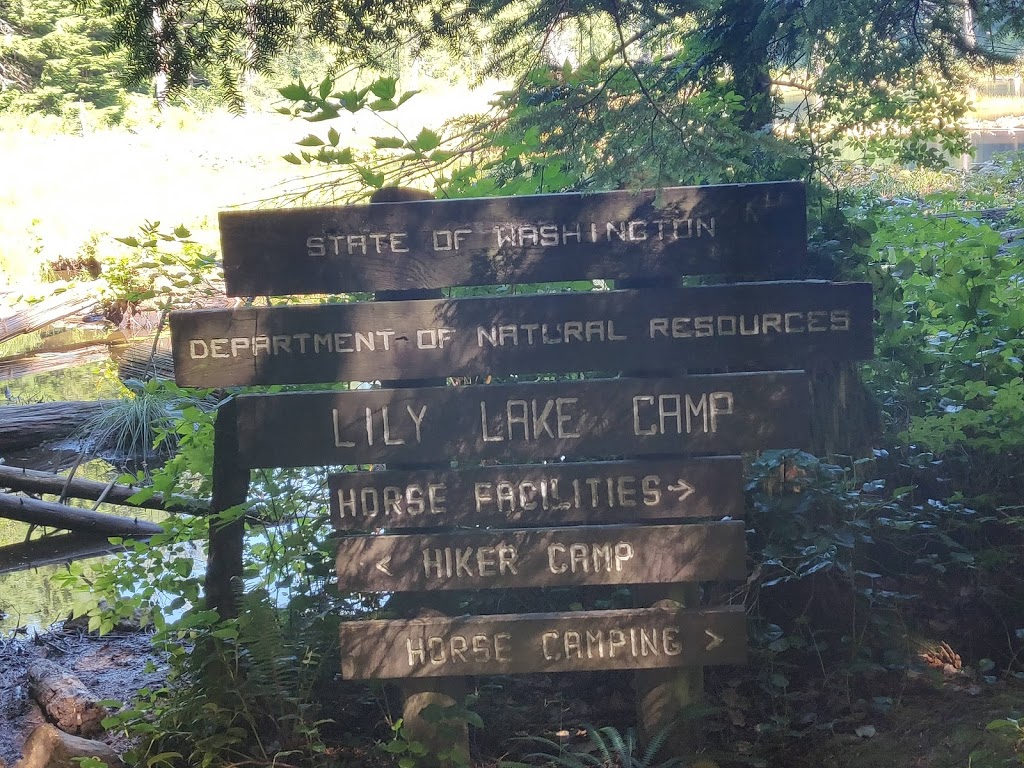 STATE OF WASHINGTON
DEPARTMENT OF NATURAL RESOURCES
LILY LAKE CAMP
HORSE FACILITIES→
< HIKER CAMP
HORSE CAMPING >